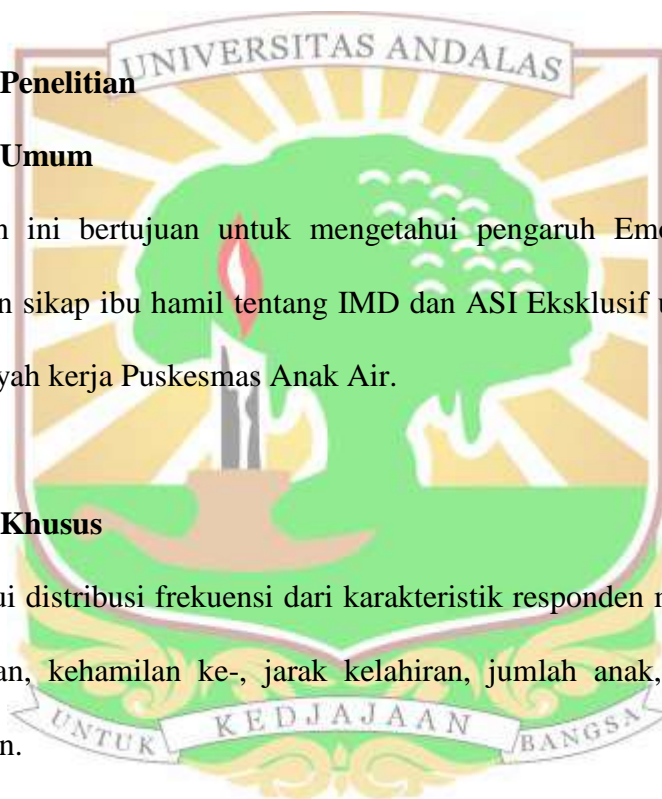 UNIVERSITAS ANDALAS
Penelitian
Umum
n ini bertujuan untuk mengetahui pengaruh Emo
n sikap ibu hamil tentang IMD dan ASI Eksklusif u
yah kerja Puskesmas Anak Air.
Khusus
ui distribusi frekuensi dari karakteristik responden
an, kehamilan ke-, jarak kelahiran, jumlah anak,
n.
UNTUK KEDJAJAAN BANGSA